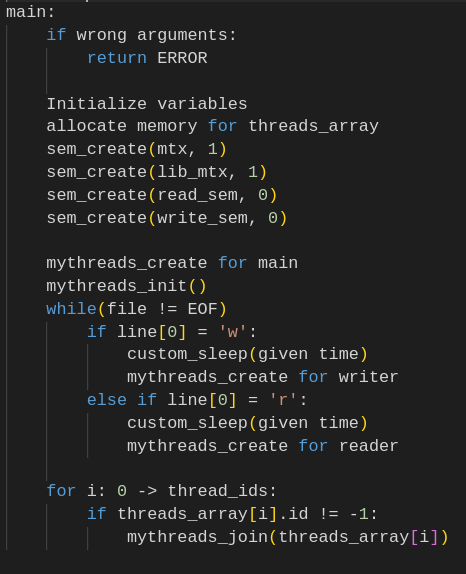 main:
    if wrong arguments:
        return ERROR
    Initialize variables
    allocate memory for threads_array
    sem_create(mtx, 1)
    sem_create(lib_mtx, 1)
    sem_create(read_sem, 0)
    sem_create(write_sem, 0)
    mythreads_create for main
    mythreads_init()
    while(file != EOF)
        if line[0] = 'w':
            custom_sleep(given time)
            mythreads_create for writer
        else if line[0] = 'r':
            custom_sleep(given time)
            mythreads_create for reader
    for i: 0 -> thread_ids:
        if threads_array[i].id != -1:
            mythreads_join(threads_array[i])